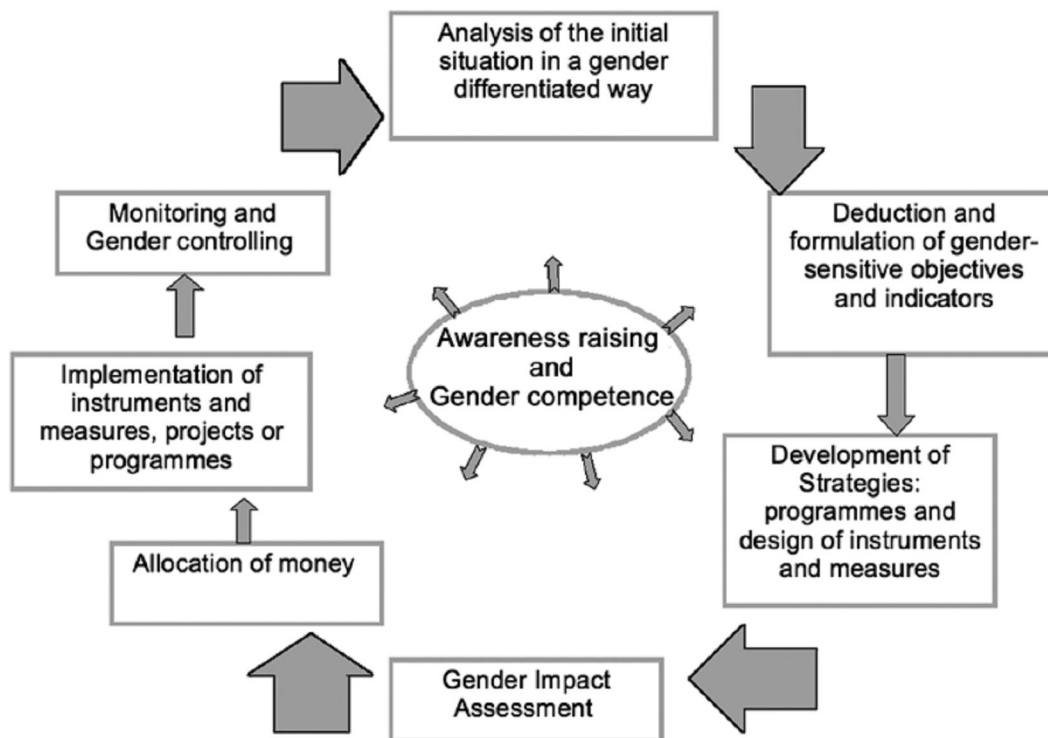 Analysis of the initial
situation in a gender
differentiated way
Deduction and
formulation of gender-
sensitive objectives
and indicators
Development of
Strategies:
programmes and
design of instruments
and measures
Gender Impact
Assessment
Allocation of money
Implementation of
instruments and
measures, projects or
programmes
Monitoring and
Gender controlling
Awareness raising
and
Gender competence